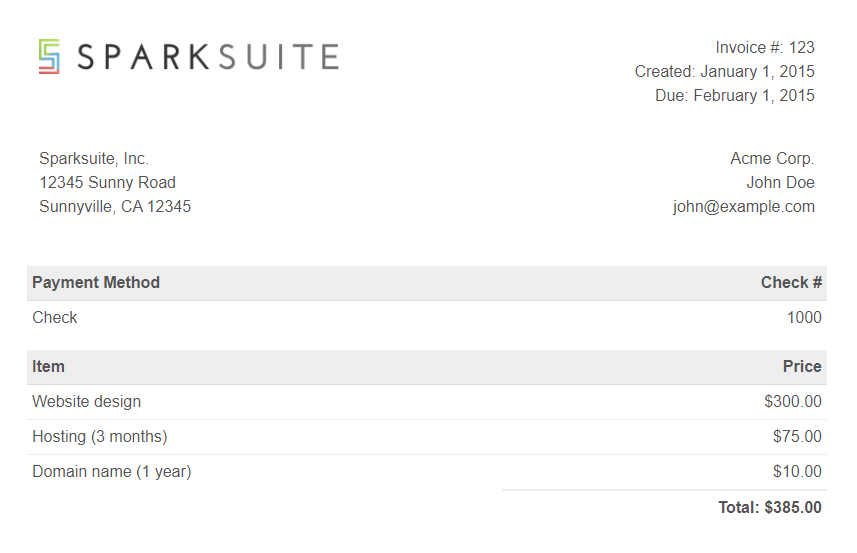 SPARKSUITE
Invoice #: 123
Created: January 1, 2015
Due: February 1, 2015
Sparksuite, Inc.
12345 Sunny Road
Sunnyville, CA 12345
Acme Corp.
John Doe
john@example.com
Payment Method Check #
Check 1000
Item Price
Website design $300.00
Hosting (3 months) $75.00
Domain name (1 year) $10.00
Total: $385.00